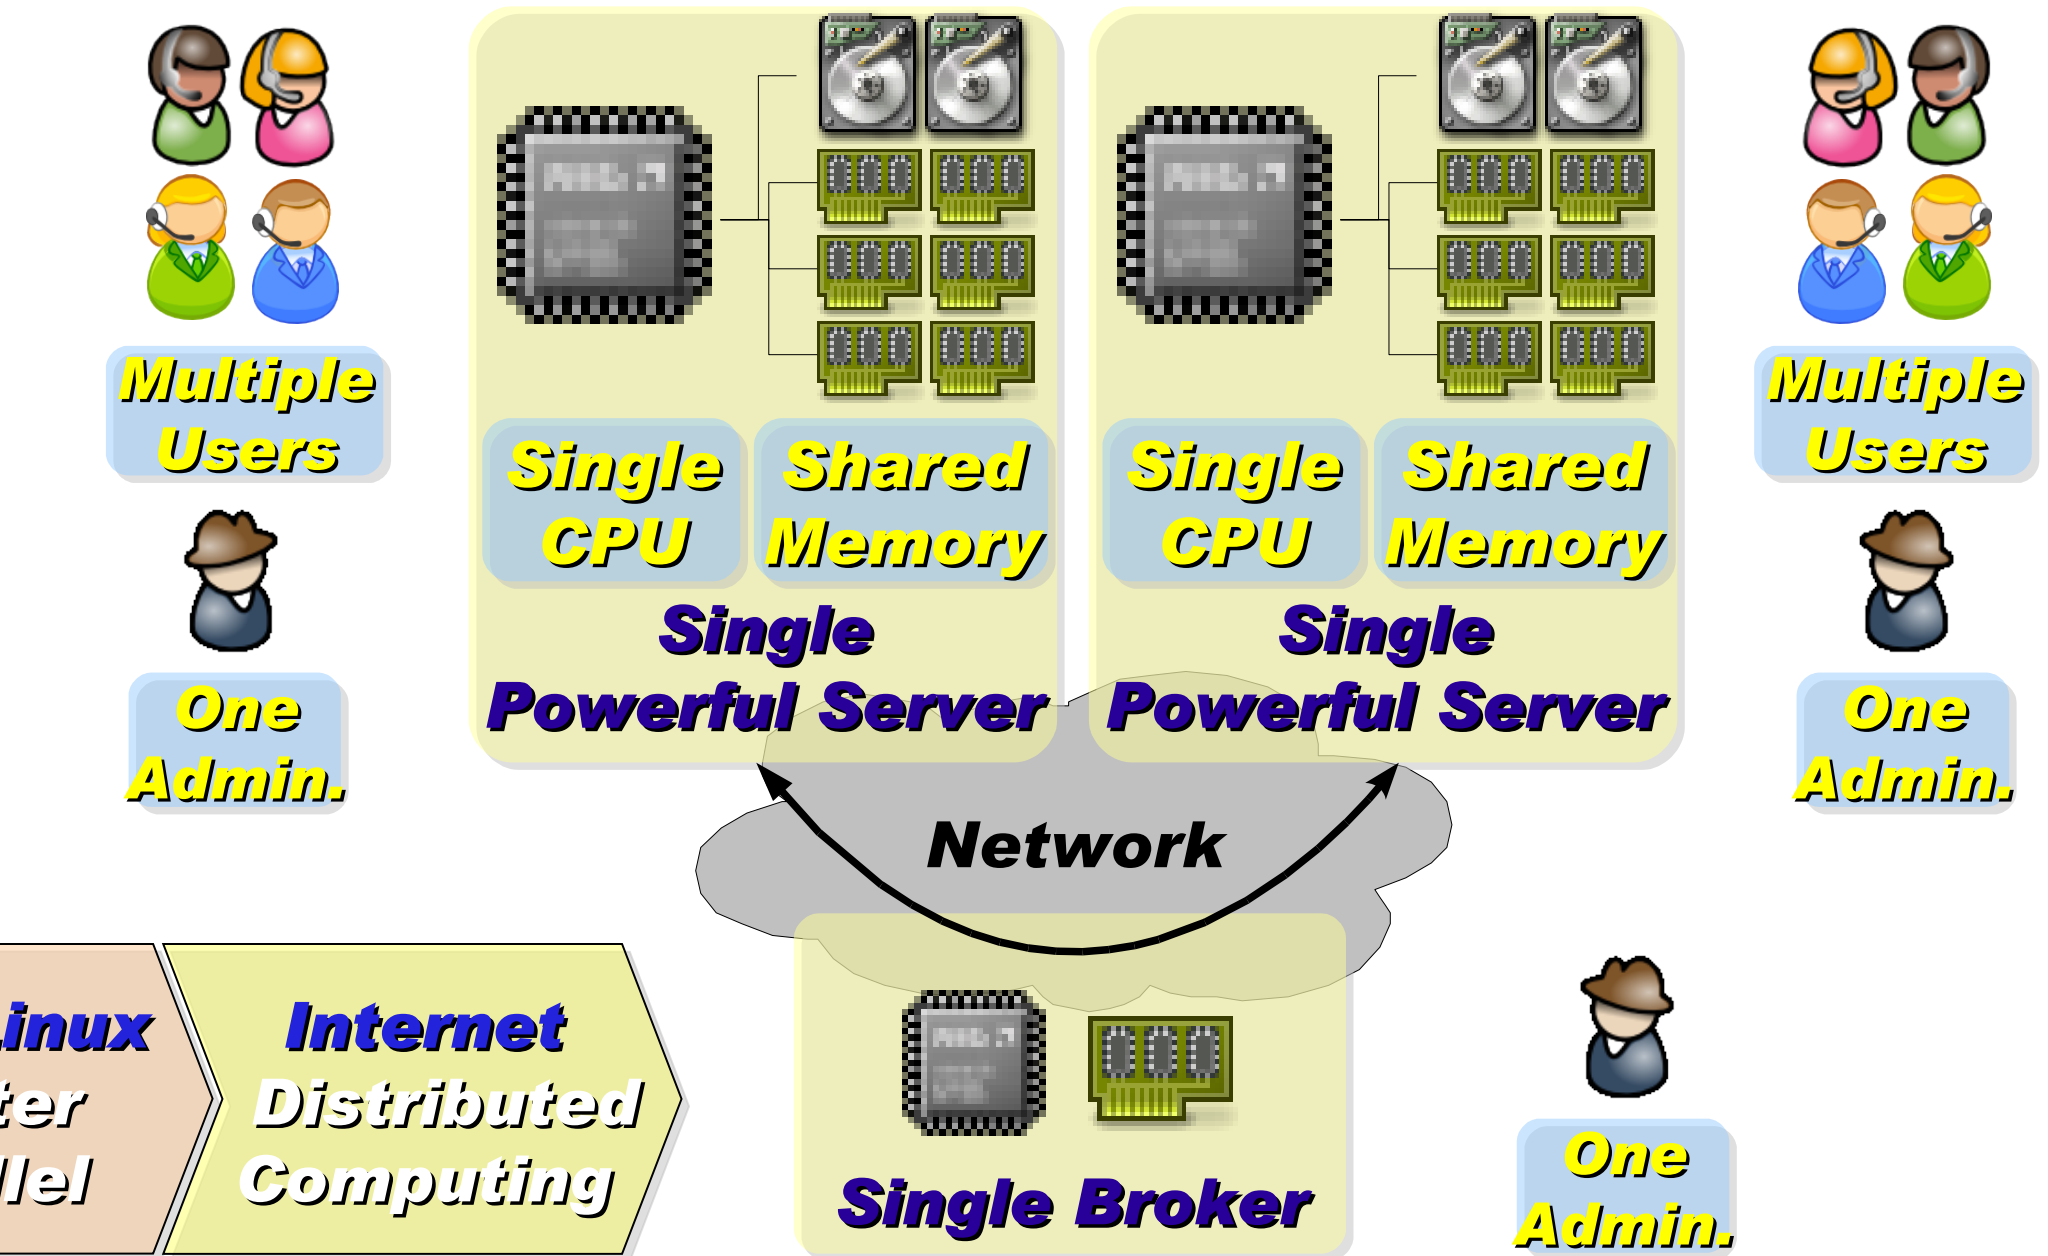 Multiple
Users
One
Admin.
Single
CPU
Shared
Memory
Single
Powerful Server
Single
CPU
Shared
Memory
Single
Powerful Server
Multiple
Users
One
Admin.
Network
Internet
Distributed
Computing
Single Broker
One
Admin.